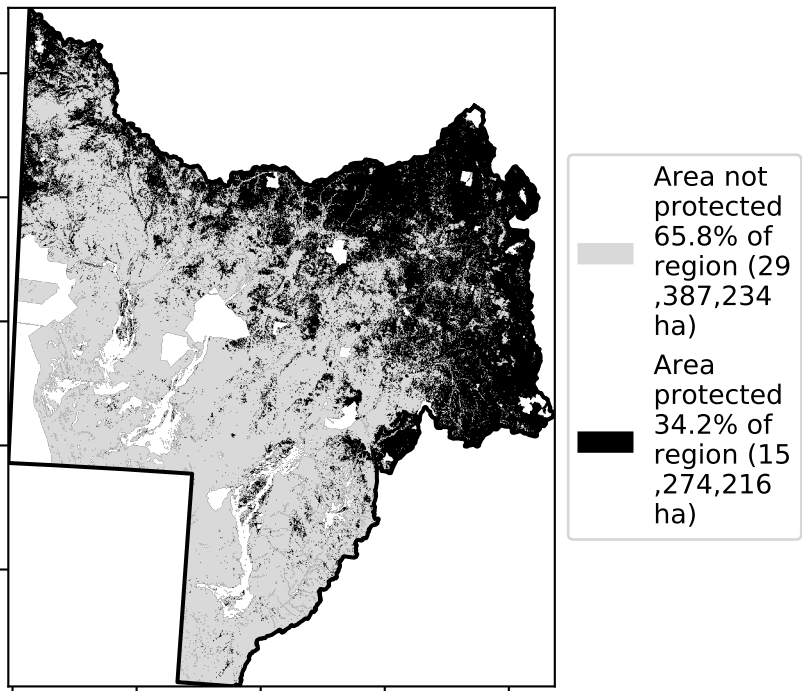 Area not
protected
65.8% of
region (29
,387,234
ha)
Area
protected
34.2% of
region (15
,274,216
ha)